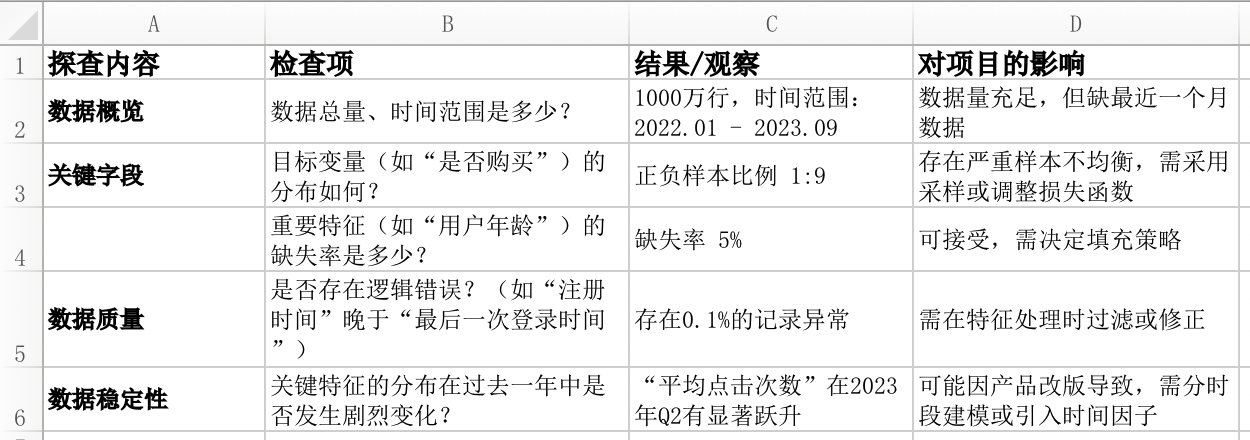 A B C D
1 探查内容 检查项 结果/观察 对项目的影响
2 数据概览 数据总量、时间范围是多少？ 1000万行，时间范围：
2022.01 - 2023.09 数据量充足，但缺最近一个月
数据
3 关键字段 目标变量（如“是否购买”）的
分布如何？ 正负样本比例 1:9 存在严重样本不均衡，需采用
采样或调整损失函数
4 重要特征（如“用户年龄”）的
缺失率是多少？ 缺失率 5% 可接受，需决定填充策略
5 数据质量 是否存在逻辑错误？（如“注册
时间”晚于“最后一次登录时间
”） 存在0.1%的记录异常 需在特征处理时过滤或修正
6 数据稳定性 关键特征的分布在过去一年中是
否发生剧烈变化？ “平均点击次数”在2023
年Q2有显著跃升 可能因产品改版导致，需分时
段建模或引入时间因子